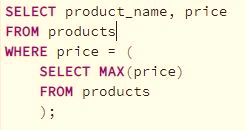 SELECT product_name, price
FROM products
WHERE price = (
    SELECT MAX(price)
    FROM products
    );